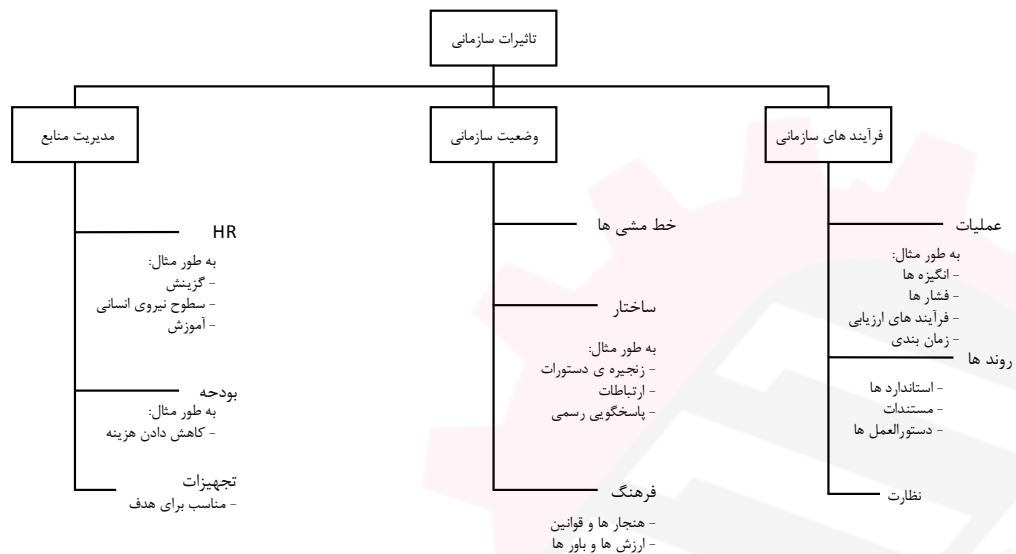 تاثیرات سازمانی
فرآیند های سازمانی
وضعیت سازمانی
مدیریت منابع
عملیات
به طور مثال:
- انگیزه ها
- فشار ها
- فرآیند های ارزیابی
- زمان بندی
روند ها
- استاندارد ها
- مستندات
- دستورالعمل ها
نظارت
خط مشی ها
ساختار
به طور مثال:
- زنجیره ی دستورات
- ارتباطات
- پاسخگویی رسمی
فرهنگ
- هنجار ها و قوانین
- ارزش ها و باور ها
HR
به طور مثال:
- گزینش
- سطوح نیروی انسانی
- آموزش
بودجه
به طور مثال:
- کاهش دادن هزینه
تجهیزات
- مناسب برای هدف